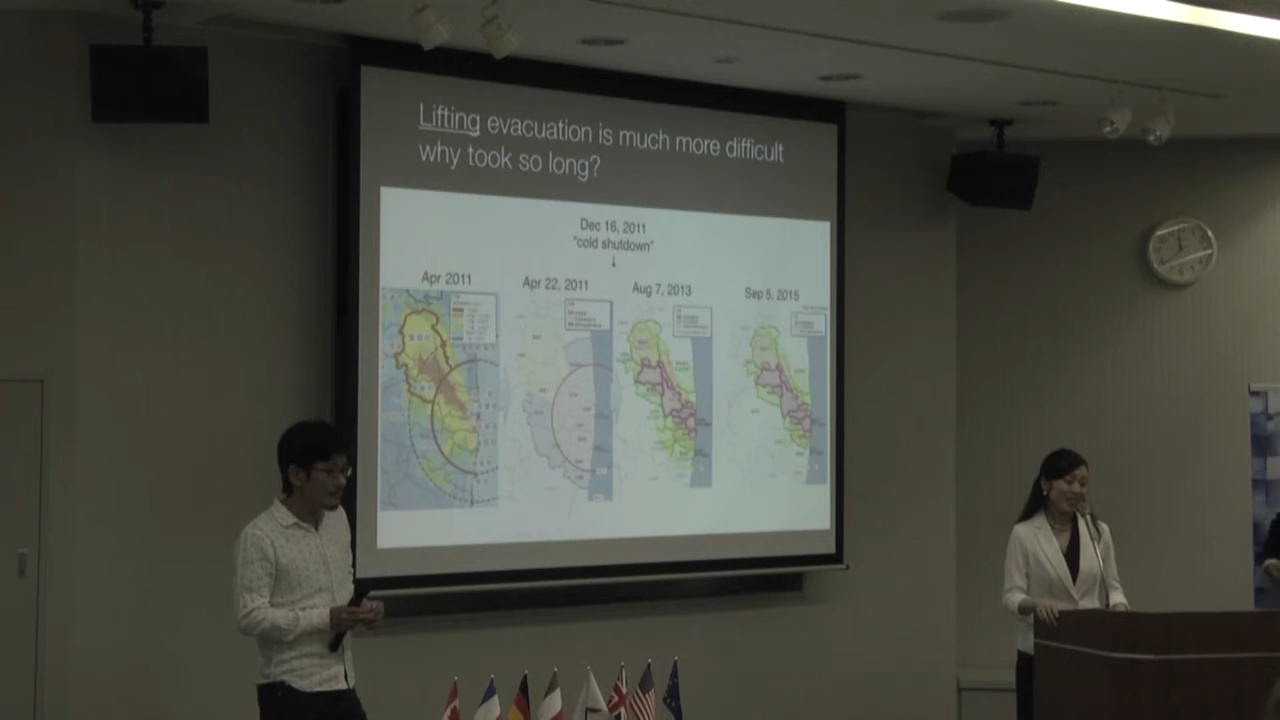 Lifting evacuation is much more difficult
why took so long?
Dec 16, 2011
"cold shutdown"
↓
Apr 2011
Apr 22, 2011
Aug 7, 2013
Sep 5, 2015